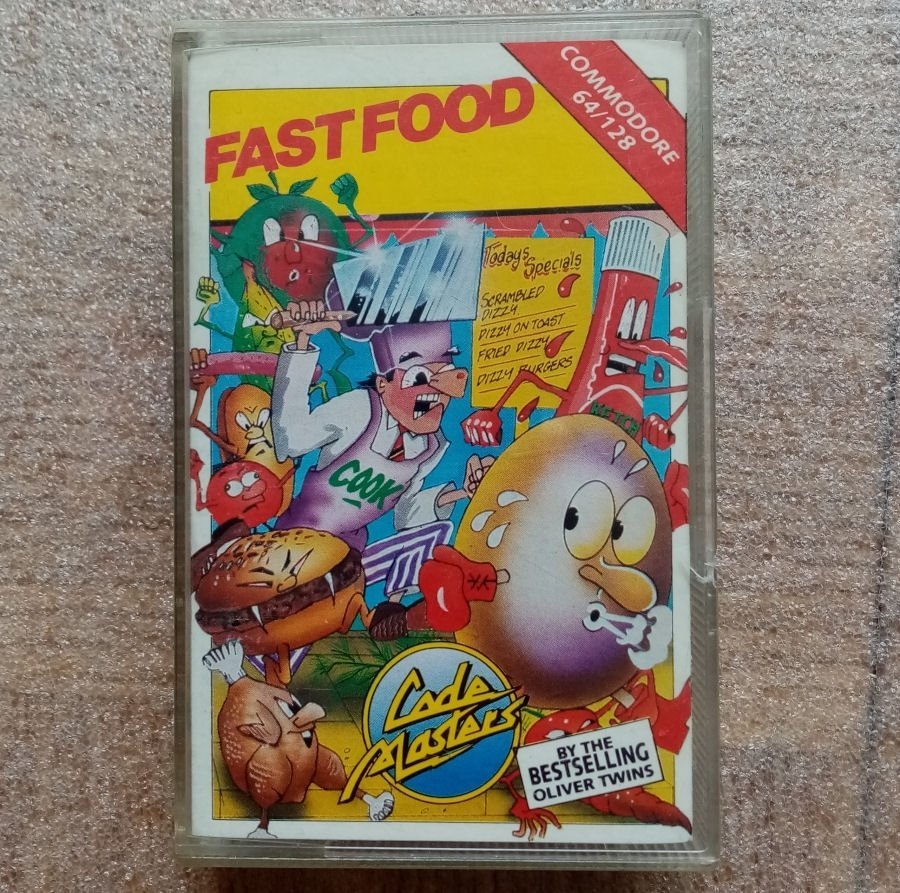 FAST FOOD
COMMODORE
64/128
Todays
Specials
SCRAMBLED
DIZZY
DIZZY ON TOAST
FRIED DIZZY
DIZZY BURGERS
KETCH
COOK
Code
Masters
BY THE
BESTSELLING
OLIVER TWINS